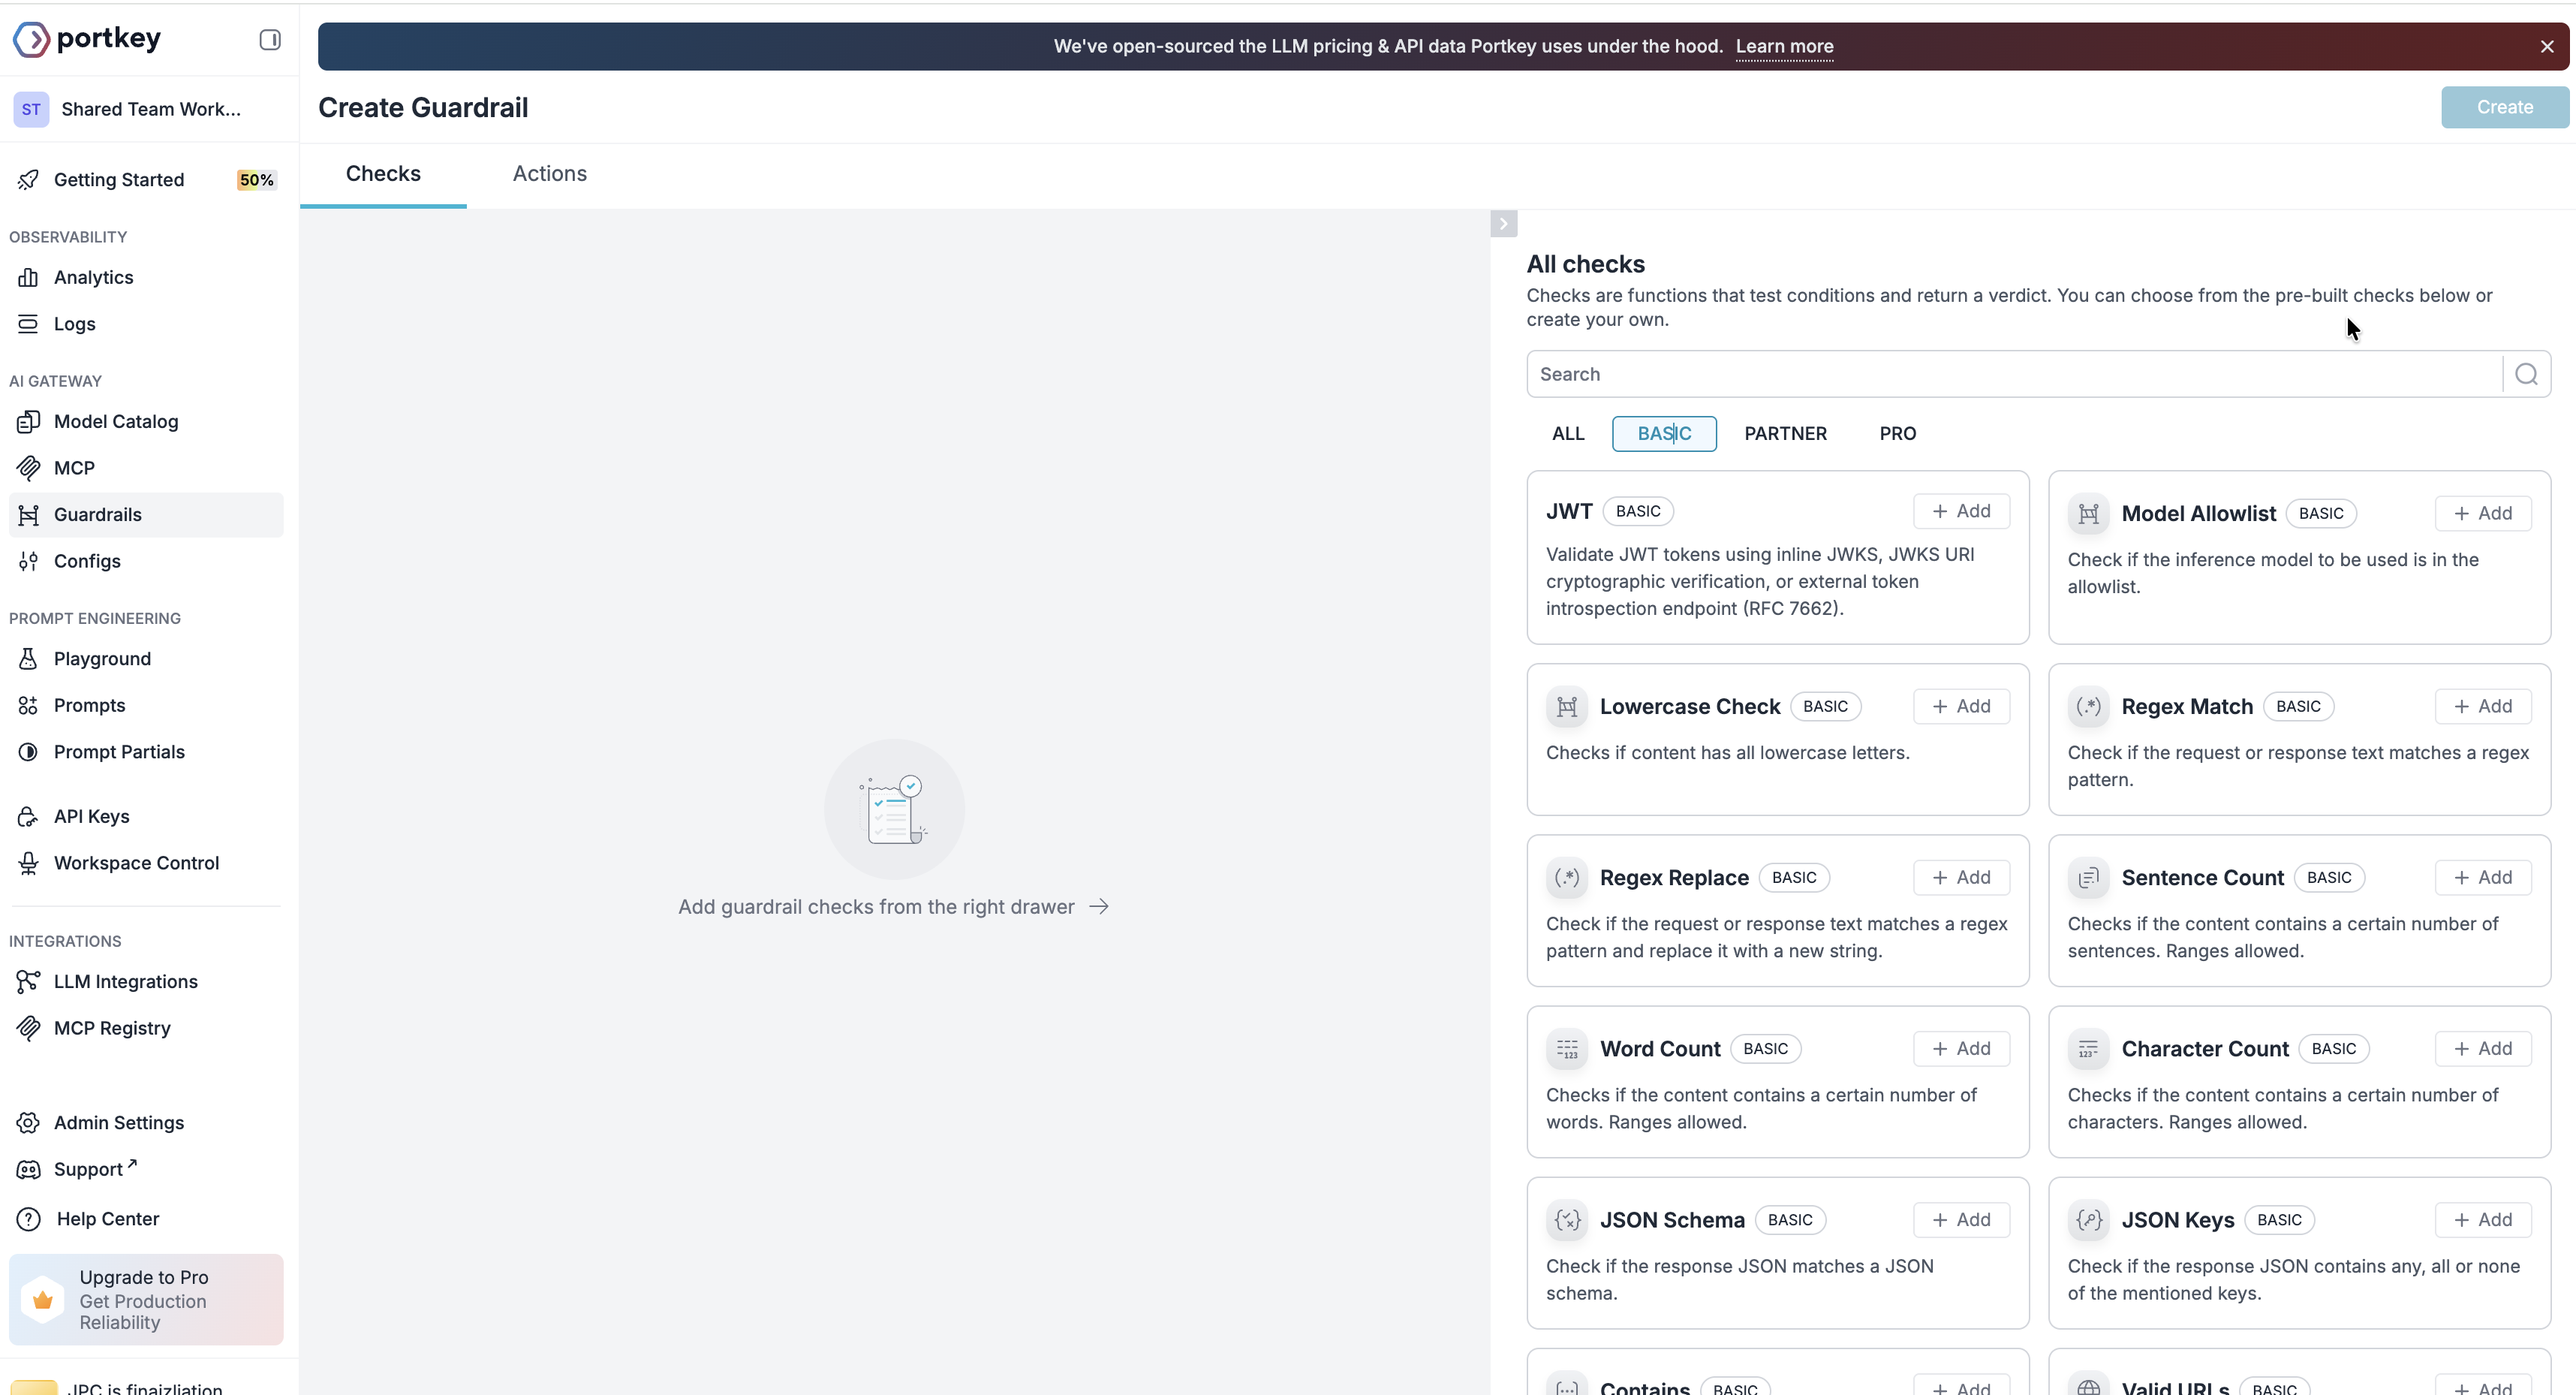 portkey
We've open-sourced the LLM pricing & API data Portkey uses under the hood. Learn more
ST Shared Team Work...
Create Guardrail
Create
Getting Started 50%
Checks
Actions
OBSERVABILITY
Analytics
Logs
AI GATEWAY
Model Catalog
MCP
Guardrails
Configs
PROMPT ENGINEERING
Playground
Prompts
Prompt Partials
API Keys
Workspace Control
INTEGRATIONS
LLM Integrations
MCP Registry
Admin Settings
Support
Help Center
Upgrade to Pro
Get Production
Reliability
JPC is finaizliation
Add guardrail checks from the right drawer
All checks
Checks are functions that test conditions and return a verdict. You can choose from the pre-built checks below or
create your own.
Search
ALL BASIC PARTNER PRO
JWT BASIC + Add
Validate JWT tokens using inline JWKS, JWKS URI
cryptographic verification, or external token
introspection endpoint (RFC 7662).
Model Allowlist BASIC + Add
Check if the inference model to be used is in the
allowlist.
Lowercase Check BASIC + Add
Checks if content has all lowercase letters.
(.*) Regex Match BASIC + Add
Check if the request or response text matches a regex
pattern.
(.*) Regex Replace BASIC + Add
Check if the request or response text matches a regex
pattern and replace it with a new string.
Sentence Count BASIC + Add
Checks if the content contains a certain number of
sentences. Ranges allowed.
123 Word Count BASIC + Add
Checks if the content contains a certain number of
words. Ranges allowed.
123 Character Count BASIC + Add
Checks if the content contains a certain number of
characters. Ranges allowed.
JSON Schema BASIC + Add
Check if the response JSON matches a JSON
schema.
JSON Keys BASIC + Add
Check if the response JSON contains any, all or none
of the mentioned keys.
Contains BASIC + Add
Valid URLs BASIC + Add